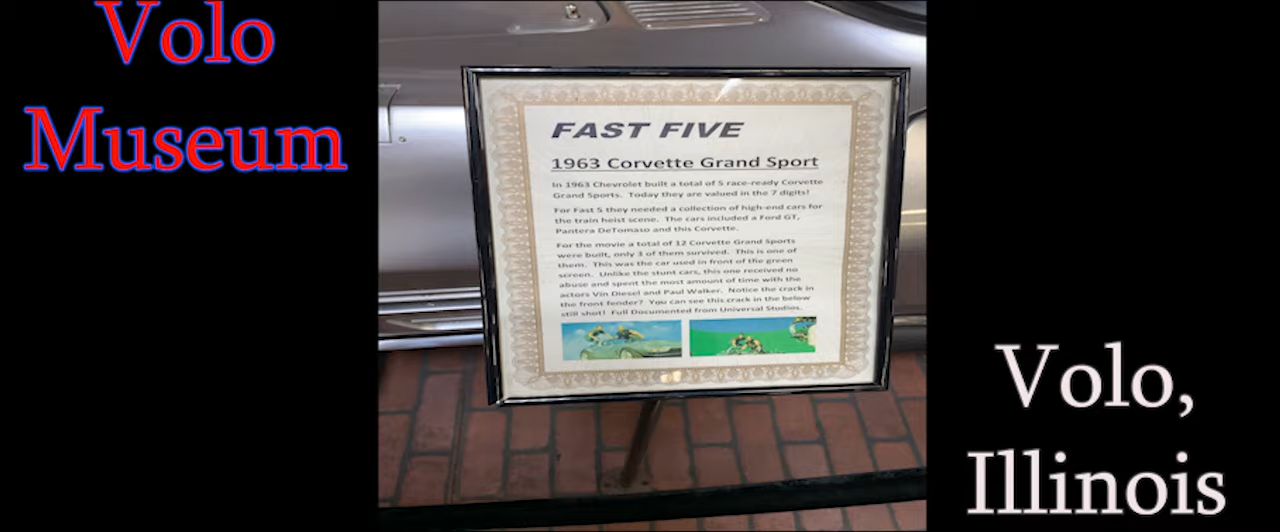 Volo
Museum
FAST FIVE
1963 Corvette Grand Sport
In 1963 Chevrolet built a total of 5 race-ready Corvette
Grand Sports. Today they are valued in the 7 digits!
For Fast 5 they needed a collection of high-end cars for
the train heist scene. The cars included a Ford GT,
Pantera DeTomaso and this Corvette.
For the movie a total of 12 Corvette Grand Sports
were built, only 3 of them survived. This is one of
them. This was the car used in front of the green
screen. Unlike the stunt cars, this one received no
abuse and spent the most amount of time with the
actors Vin Diesel and Paul Walker. Notice the crack in
the front fender? You can see this crack in the below
still shot! Full Documented from Universal Studios.
Volo,
Illinois